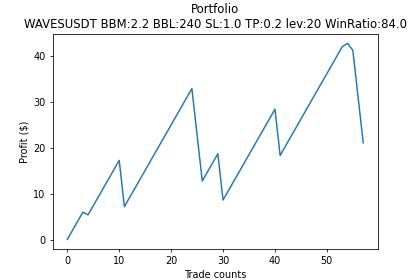 Portfolio
WAVESUSDT BBM:2.2 BBL:240 SL:1.0 TP:0.2 lev:20 WinRatio:84.0
40
30
20
10
0
Profit ($)
0 10 20 30 40 50
Trade counts